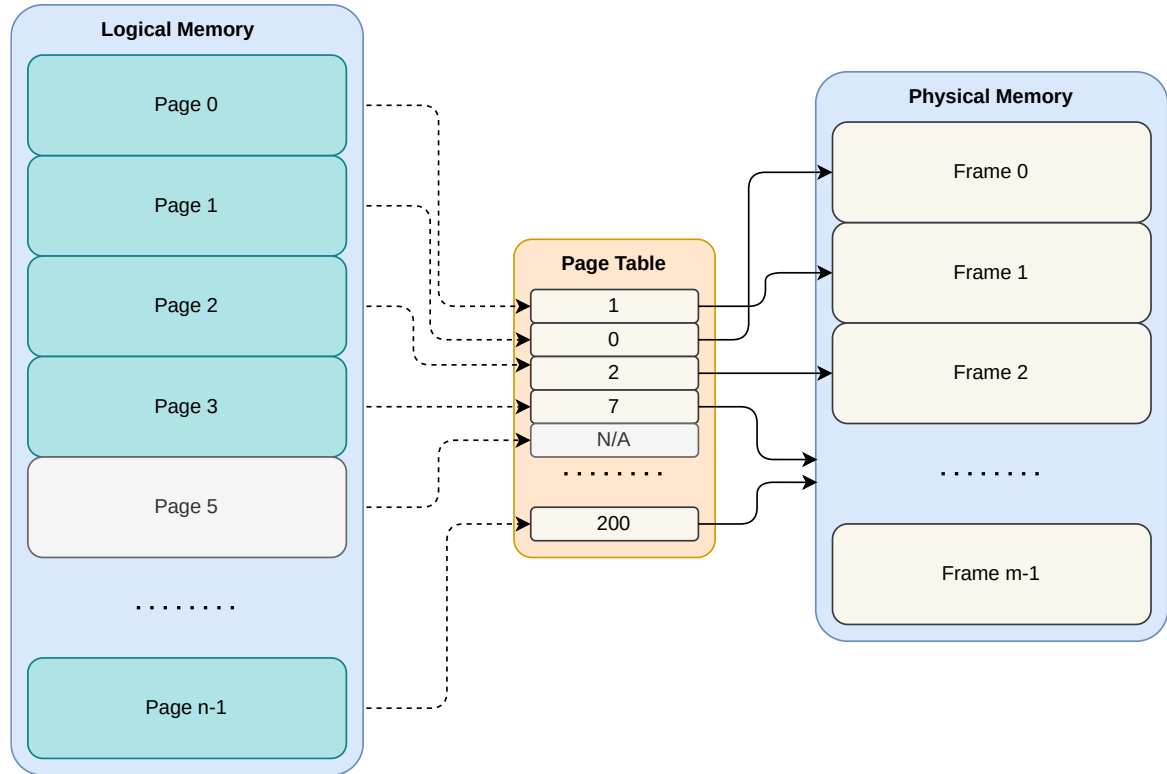 Logical Memory
Page 0
Page 1
Page 2
Page 3
Page 5
. . . . . . . .
Page n-1
Page Table
1
0
2
7
N/A
. . . . . . . .
200
Physical Memory
Frame 0
Frame 1
Frame 2
. . . . . . . .
Frame m-1